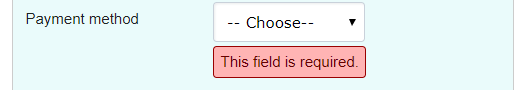 Payment method
-- Choose--
This field is required.